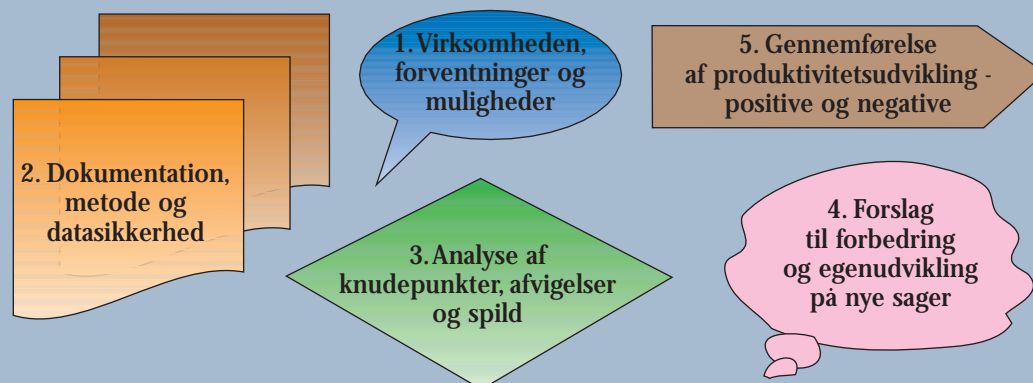 1. Virksomheden,
forventninger og
muligheder
2. Dokumentation,
metode og
datasikkerhed
3. Analyse af
knudepunkter, afvigelser
og spild
4. Forslag
til forbedring
og egenudvikling
på nye sager
5. Gennemførelse
af produktivitetsudvikling -
positive og negative